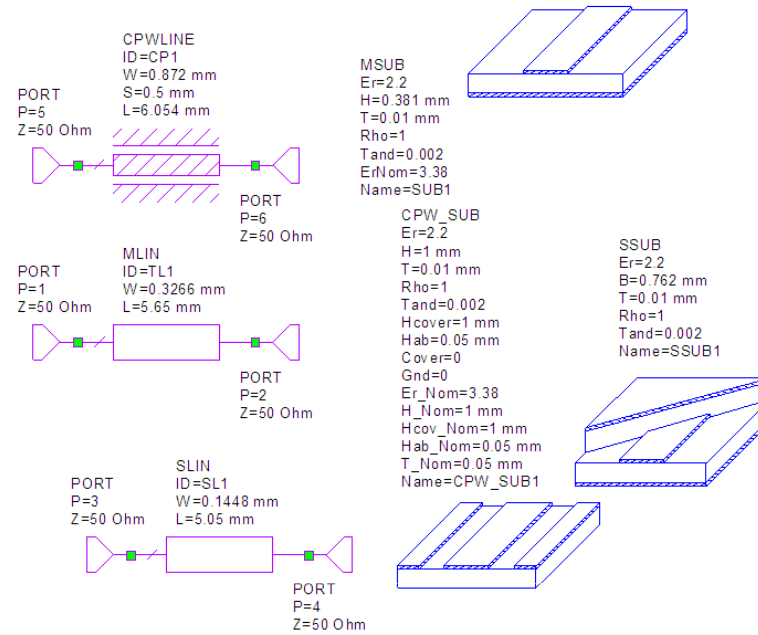 CPWLINE
ID=CP1
W=0.872 mm
S=0.5 mm
L=6.054 mm
PORT
P=5
Z=50 Ohm
PORT
P=6
Z=50 Ohm
MLIN
ID=TL1
W=0.3266 mm
L=5.65 mm
PORT
P=1
Z=50 Ohm
PORT
P=2
Z=50 Ohm
SLIN
ID=SL1
W=0.1448 mm
L=5.05 mm
PORT
P=3
Z=50 Ohm
PORT
P=4
Z=50 Ohm
MSUB
Er=2.2
H=0.381 mm
T=0.01 mm
Rho=1
Tand=0.002
ErNom=3.38
Name=SUB1
CPW_SUB
Er=2.2
H=1 mm
T=0.01 mm
Rho=1
Tand=0.002
Hcover=1 mm
Hab=0.05 mm
Cover=0
Gnd=0
Er_Nom=3.38
H_Nom=1 mm
Hcov_Nom=1 mm
Hab_Nom=0.05 mm
T_Nom=0.05 mm
Name=CPW_SUB1
SSUB
Er=2.2
B=0.762 mm
T=0.01 mm
Rho=1
Tand=0.002
Name=SSUB1